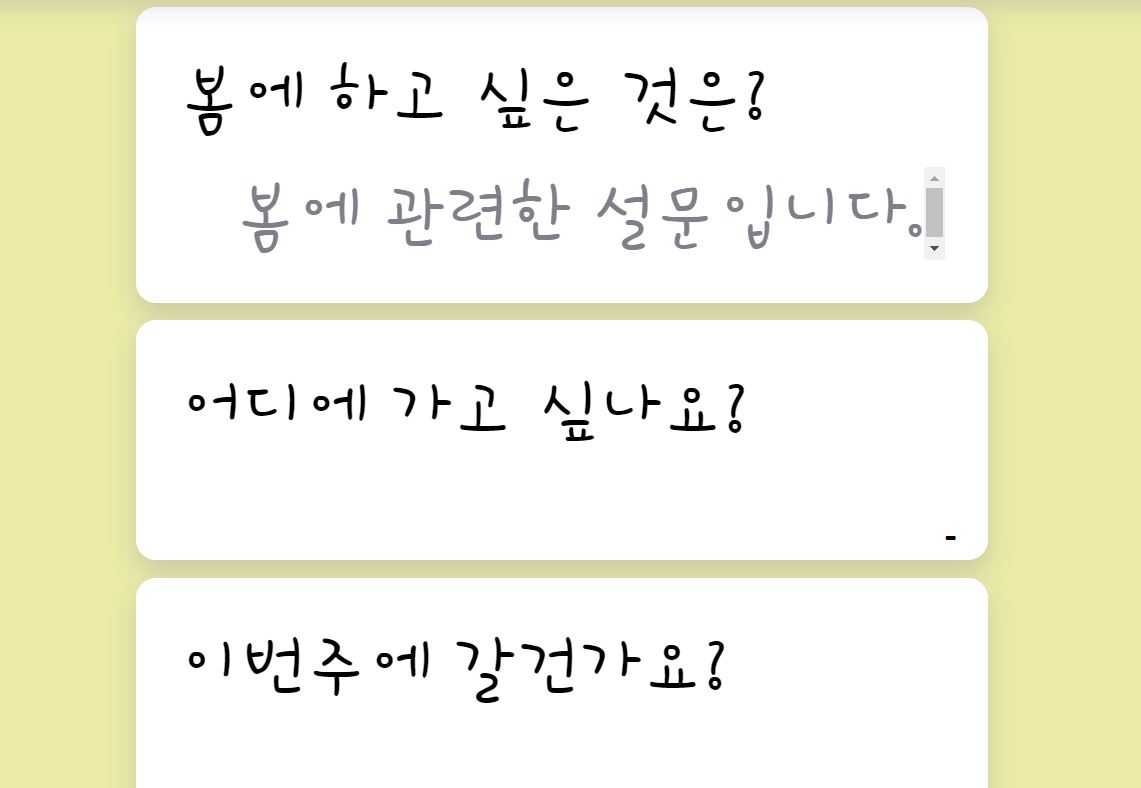 봄에 하고 싶은 것은?
봄에 관련한 설문입니다.
어디에 가고 싶나요?
-
이번주에 갈건가요?